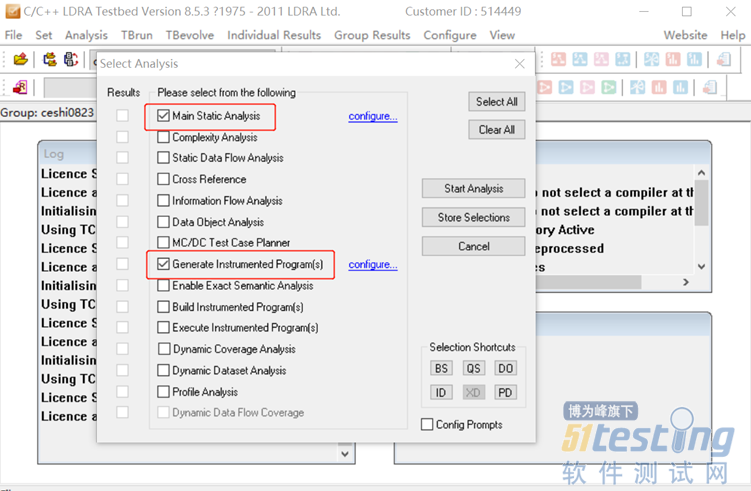 C/C++ LDRA Testbed Version 8.5.3 ?1975 - 2011 LDRA Ltd. Customer ID : 514449
File Set Analysis TBrun TBevolve Individual Results Group Results Configure View Website Help
Group: ceshi0823
Select Analysis
Results Please select from the following
Main Static Analysis configure...
Complexity Analysis
Static Data Flow Analysis
Cross Reference
Information Flow Analysis
Data Object Analysis
MC/DC Test Case Planner
Generate Instrumented Program(s) configure...
Enable Exact Semantic Analysis
Build Instrumented Program(s)
Execute Instrumented Program(s)
Dynamic Coverage Analysis
Dynamic Dataset Analysis
Profile Analysis
Dynamic Data Flow Coverage
Select All
Clear All
Start Analysis
Store Selections
Cancel
Selection Shortcuts
BS QS DO
ID XD PD
Config Prompts
Log
Licence S
Licence a
Initialisin
Using TC
Licence S
Licence a
Initialisin
Using TC
Licence S
Licence a
Initialisin
Using TC
Licence S
Licence a
not select a compiler at th
not select a compiler at th
ory Active
eprocessed
s
博为峰旗下
51testing
软件测试网